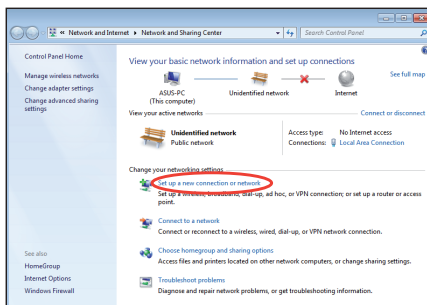 « Network and Internet ▸ Network and Sharing Center
Search Control Panel
Control Panel Home
Manage wireless networks
Change adapter settings
Change advanced sharing
settings
See also
HomeGroup
Internet Options
Windows Firewall
View your basic network information and set up connections
See full map
ASUS-PC
(This computer)
Unidentified network
Internet
View your active networks
Connect or disconnect
Unidentified network
Public network
Access type: No Internet access
Connections: Local Area Connection
Change your networking settings
Set up a new connection or network
Set up a wireless, broadband, dial-up, ad hoc, or VPN connection; or set up a router or access
point.
Connect to a network
Connect or reconnect to a wireless, wired, dial-up, or VPN network connection.
Choose homegroup and sharing options
Access files and printers located on other network computers, or change sharing settings.
Troubleshoot problems
Diagnose and repair network problems, or get troubleshooting information.